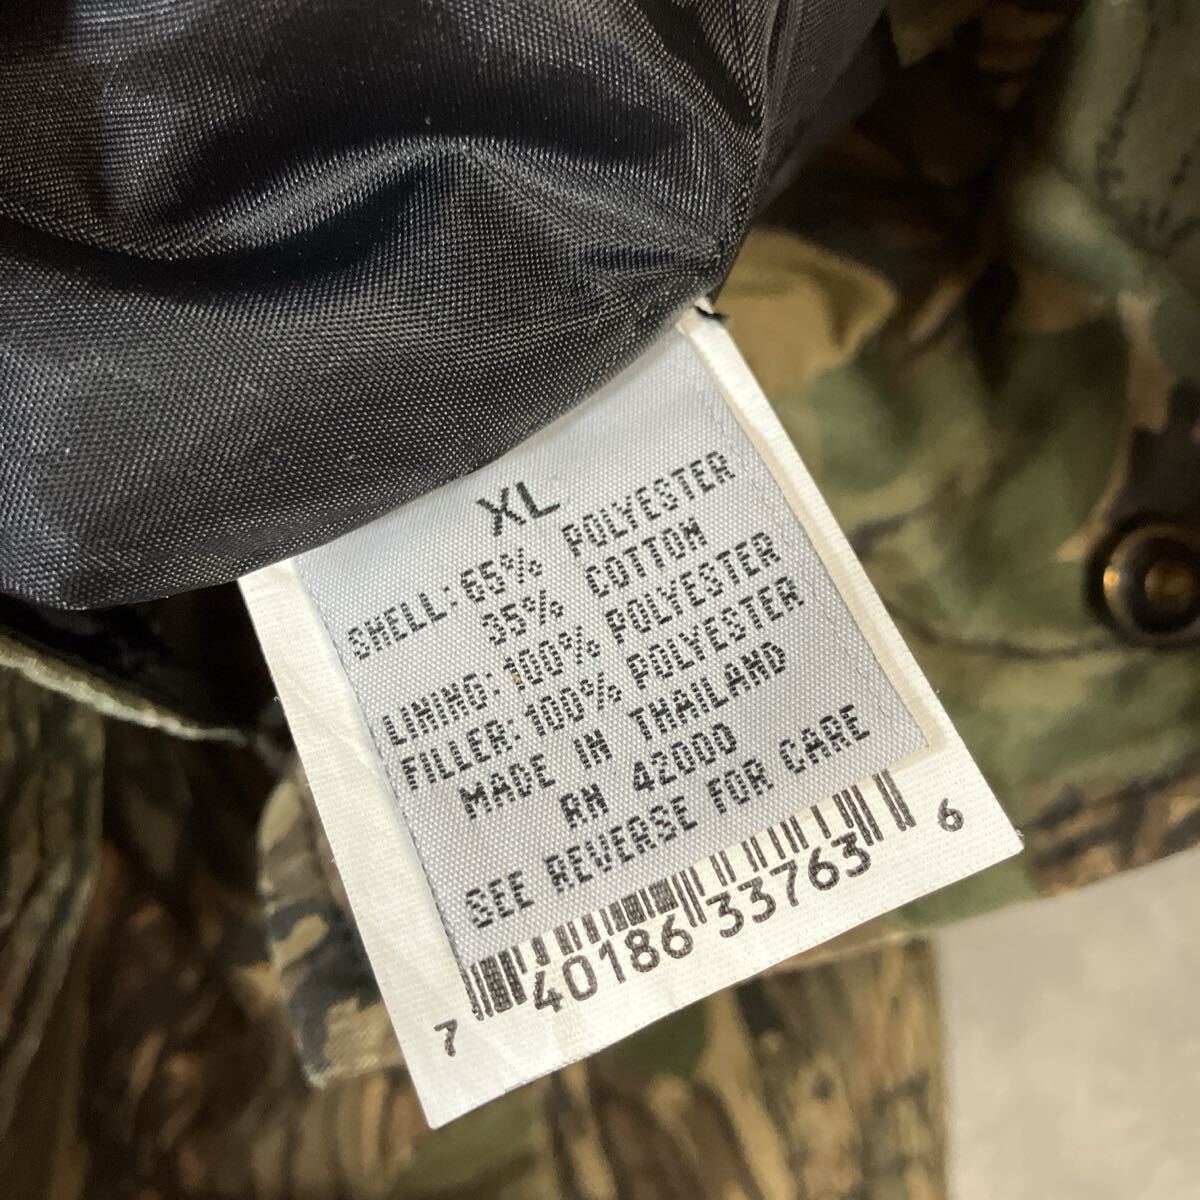 XL
SHELL: 65% POLYESTER
35% COTTON
LINING: 100% POLYESTER
FILLER: 100% POLYESTER
MADE IN THAILAND
RN 42000
SEE REVERSE FOR CARE
7 40186 33763 6